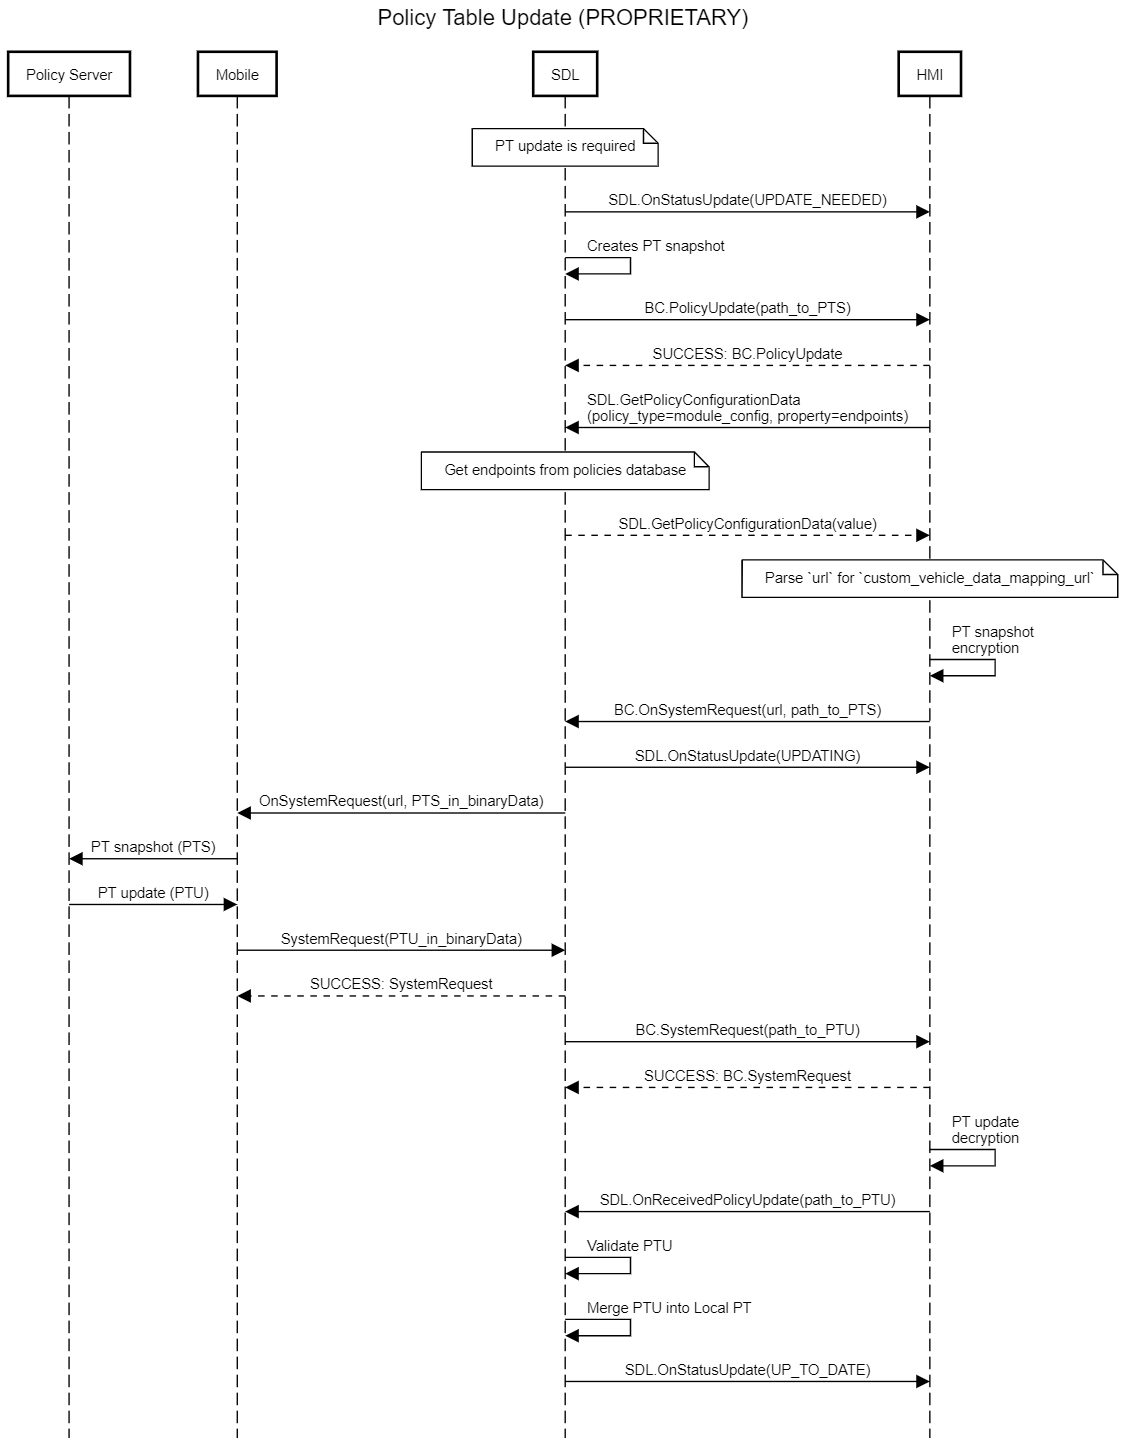 Policy Table Update (PROPRIETARY)
Policy Server
Mobile
SDL
HMI
PT update is required
SDL.OnStatusUpdate(UPDATE_NEEDED)
Creates PT snapshot
BC.PolicyUpdate(path_to_PTS)
SUCCESS: BC.PolicyUpdate
SDL.GetPolicyConfigurationData
(policy_type=module_config, property=endpoints)
Get endpoints from policies database
SDL.GetPolicyConfigurationData(value)
Parse `url` for `custom_vehicle_data_mapping_url`
PT snapshot
encryption
BC.OnSystemRequest(url, path_to_PTS)
SDL.OnStatusUpdate(UPDATING)
OnSystemRequest(url, PTS_in_binaryData)
PT snapshot (PTS)
PT update (PTU)
SystemRequest(PTU_in_binaryData)
SUCCESS: SystemRequest
BC.SystemRequest(path_to_PTU)
SUCCESS: BC.SystemRequest
PT update
decryption
SDL.OnReceivedPolicyUpdate(path_to_PTU)
Validate PTU
Merge PTU into Local PT
SDL.OnStatusUpdate(UP_TO_DATE)